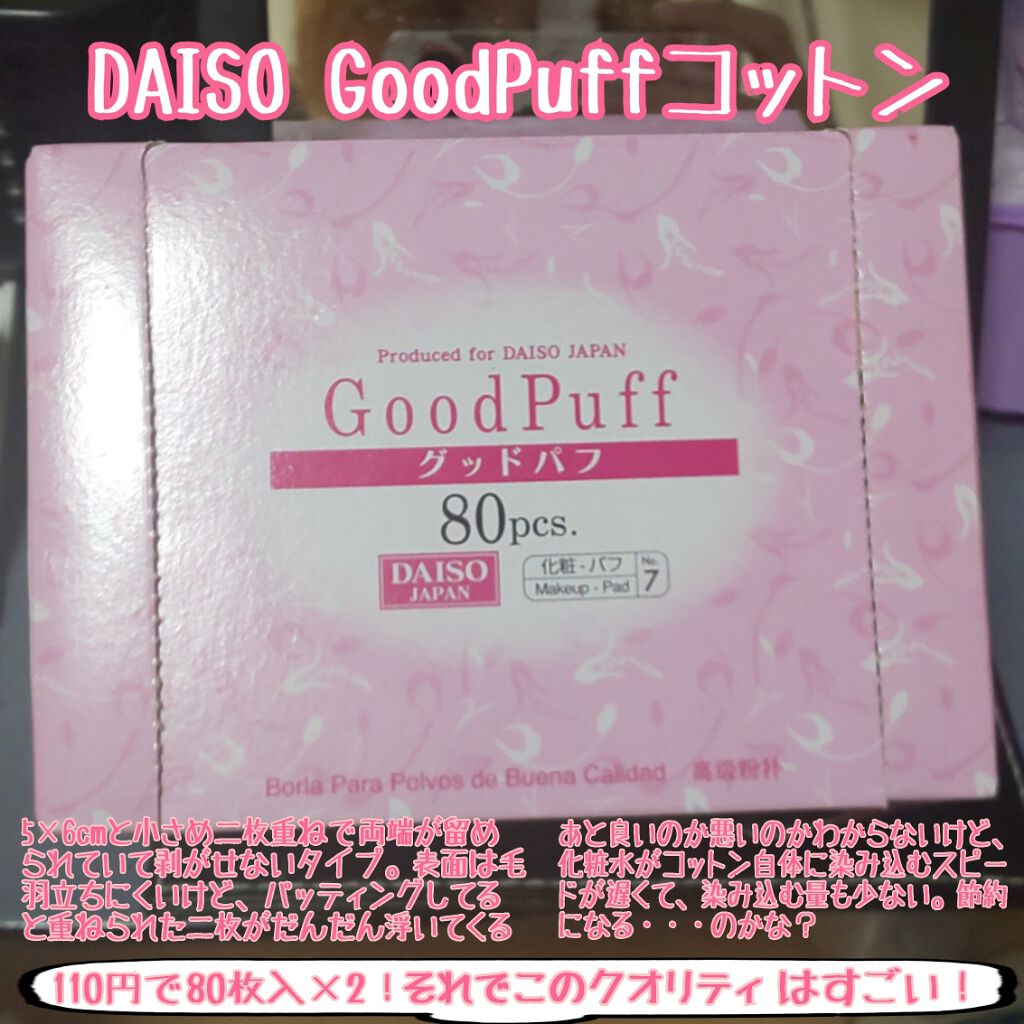 DAISO GoodPuffコットン
Produced for DAISO JAPAN
GoodPuff
グッドパフ
80pcs.
DAISO
JAPAN
化粧-パフ
Makeup - Pad
No.
7
Borla Para Polvos de Buena Calidad 高级粉扑
5×6cmと小さめ二枚重ねで両端が留め
られていて剥がせないタイプ。表面は毛
羽立ちにくいけど、パッティングしてる
と重ねられた二枚がだんだん浮いてくる
あと良いのか悪いのかわからないけど、
化粧水がコットン自体に染み込むスピー
ドが遅くて、染み込む量も少ない。節約
になる・・・のかな？
110円で80枚入×2！それでこのクオリティはすごい！